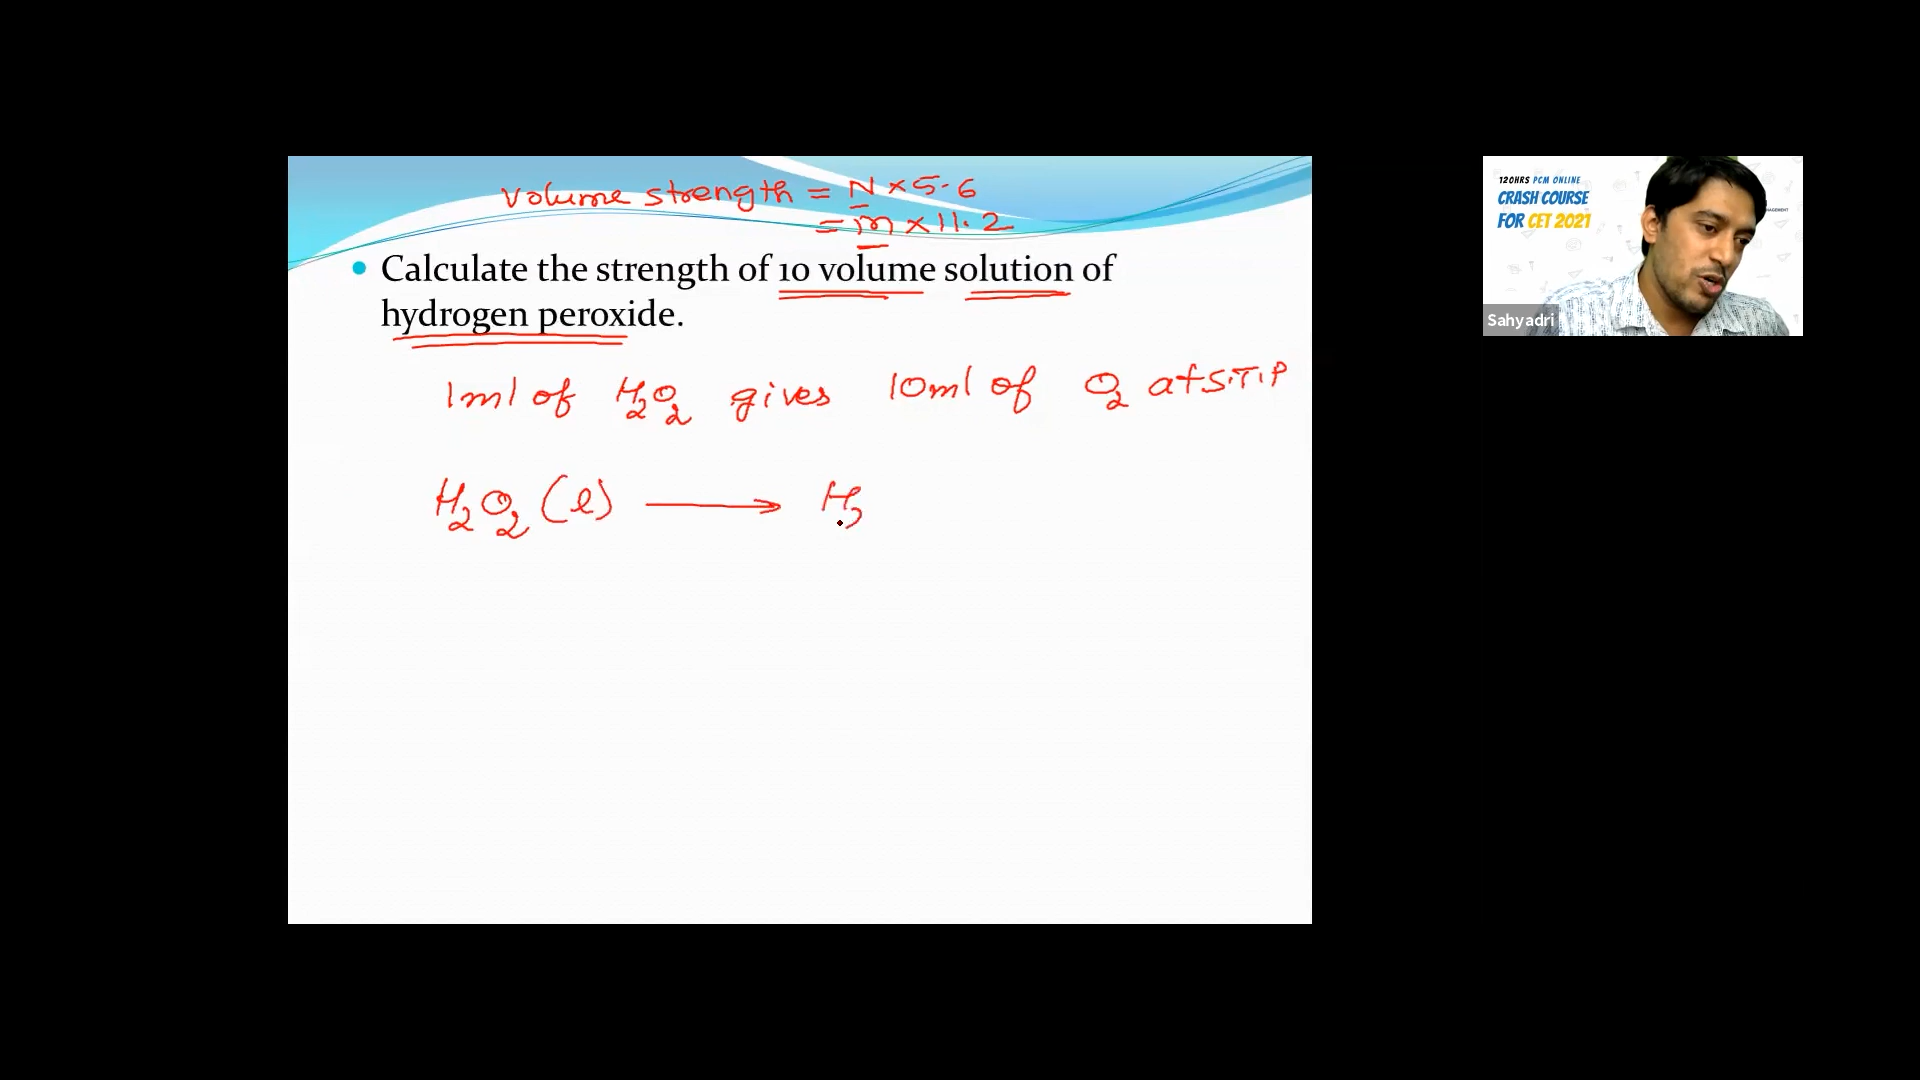 volume strength = N × 5.6
= m × 11.2
• Calculate the strength of 10 volume solution of
hydrogen peroxide.
1ml of H₂O₂ gives 10ml of O₂ at S.T.P
H₂O₂ (l) ⟶ H₂
120HRS PCM ONLINE
CRASH COURSE
FOR CET 2021
Sahyadri